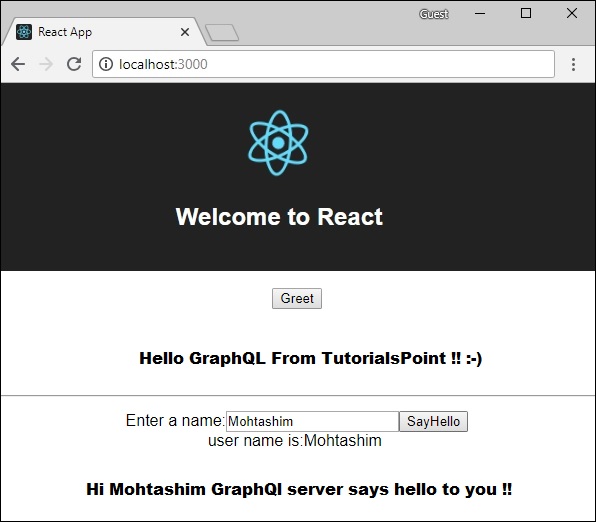 Guest
React App
localhost:3000
Welcome to React
Greet
Hello GraphQL From TutorialsPoint !! :-)
Enter a name:Mohtashim SayHello
user name is:Mohtashim
Hi Mohtashim GraphQl server says hello to you !!